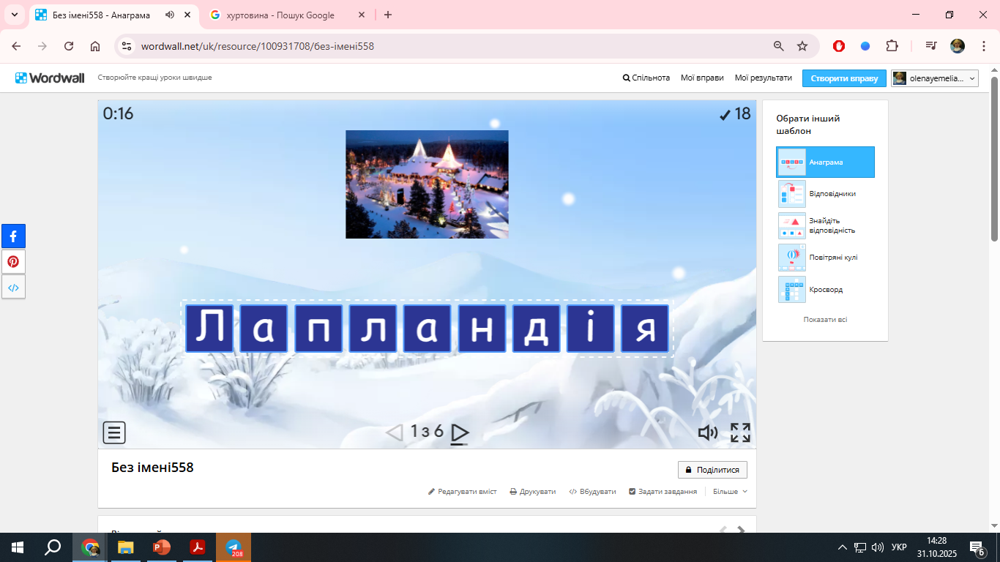 Без імені558 - Анаграма
хуртовина - Пошук Google
wordwall.net/uk/resource/100931708/без-імені558
Wordwall
Створюйте кращі уроки швидше
Спільнота
Мої вправи
Мої результати
Створити вправу
olenayemelia...
0:16
18
Лапландія
1 з 6
Обрати інший
шаблон
Анаграма
Відповідники
Знайдіть
відповідність
Повітряні кулі
Кросворд
Показати всі
Без імені558
Поділитися
Редагувати вміст
Друкувати
Вбудувати
Задати завдання
Більше
208
УКР
14:28
31.10.2025
6